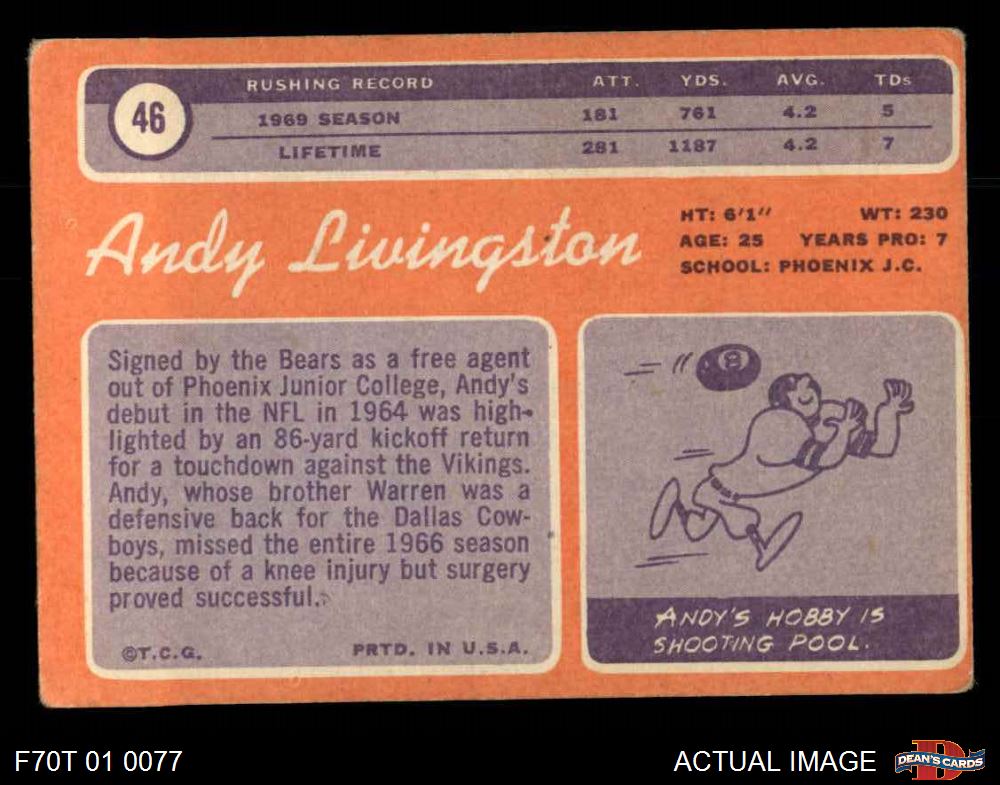 46
RUSHING RECORD ATT. YDS. AVG. TDs
1969 SEASON 181 761 4.2 5
LIFETIME 281 1187 4.2 7
Andy Livingston
HT: 6'1" WT: 230
AGE: 25 YEARS PRO: 7
SCHOOL: PHOENIX J.C.
Signed by the Bears as a free agent
out of Phoenix Junior College, Andy's
debut in the NFL in 1964 was high-
lighted by an 86-yard kickoff return
for a touchdown against the Vikings.
Andy, whose brother Warren was a
defensive back for the Dallas Cow-
boys, missed the entire 1966 season
because of a knee injury but surgery
proved successful.
©T.C.G. PRTD. IN U.S.A.
8
ANDY'S HOBBY IS
SHOOTING POOL.
F70T 01 0077
ACTUAL IMAGE
D
DEAN'S CARDS